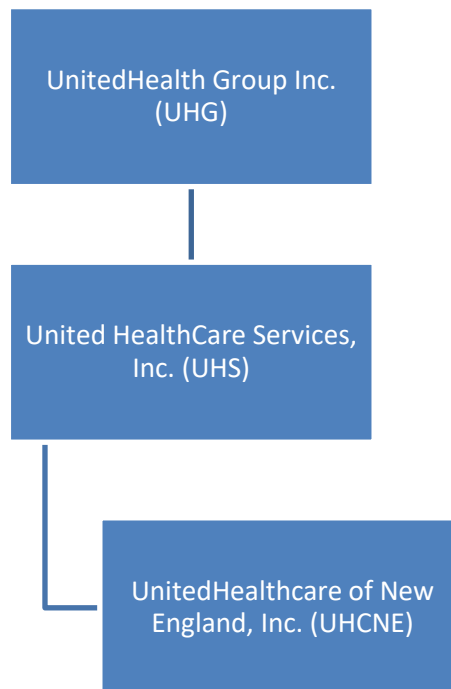 UnitedHealth Group Inc.
(UHG)
United HealthCare Services,
Inc. (UHS)
UnitedHealthcare of New
England, Inc. (UHCNE)